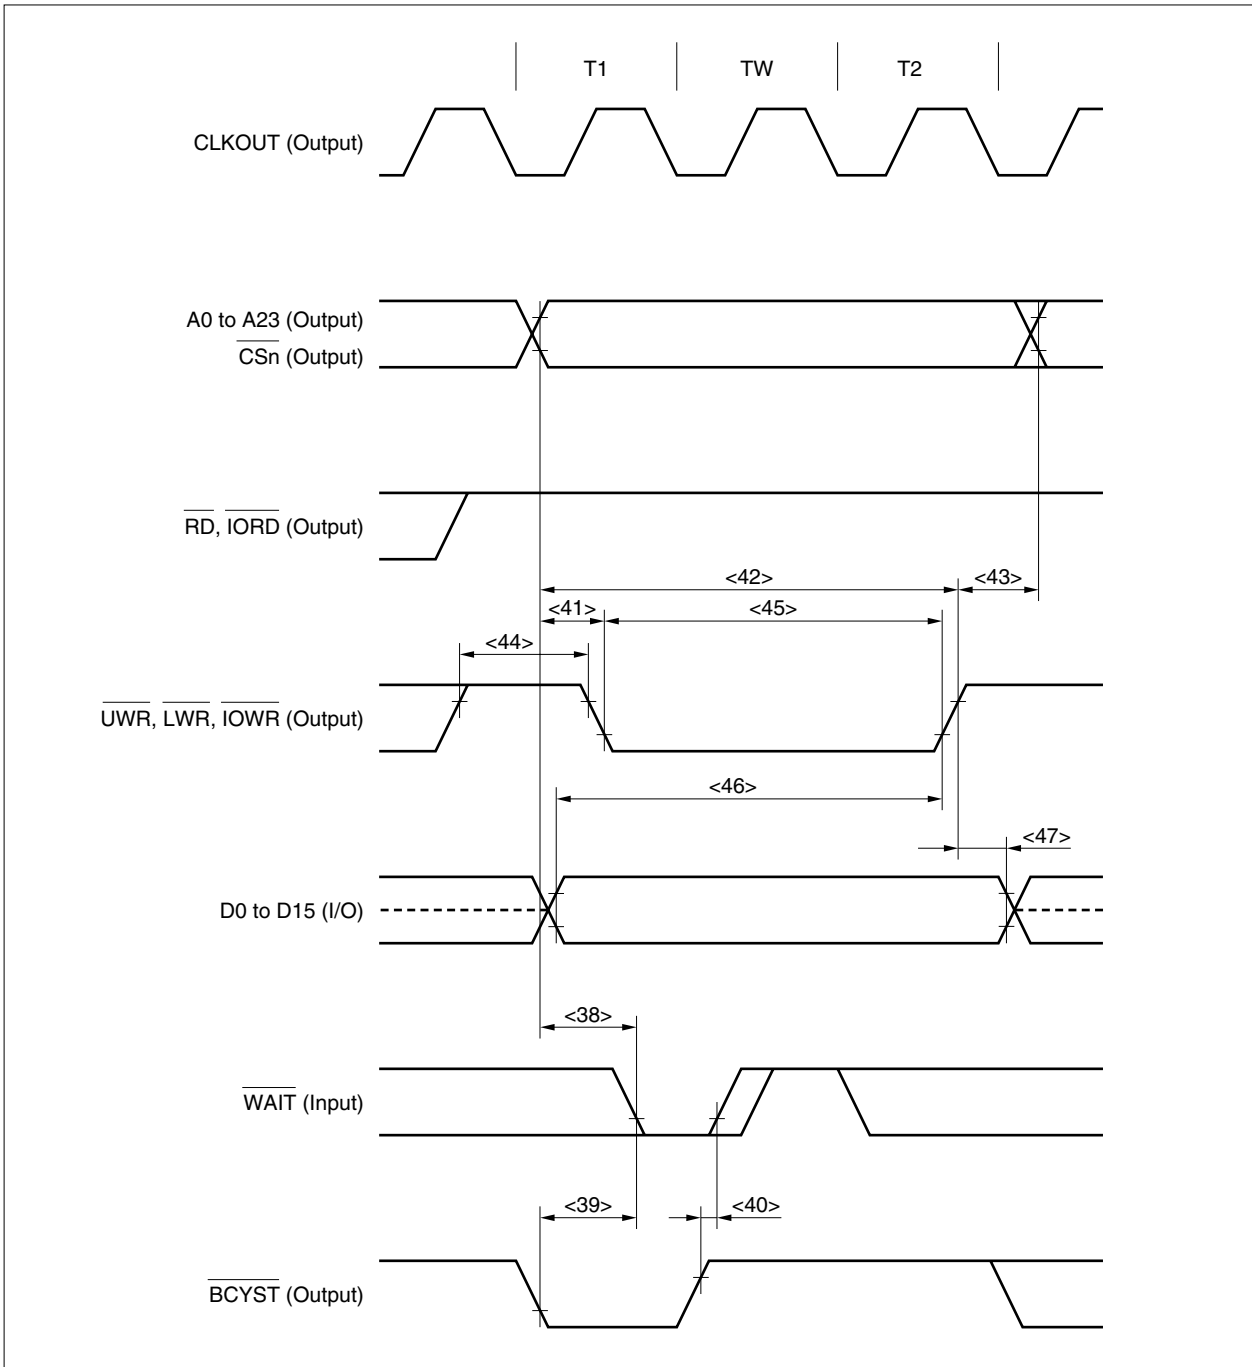 T1 TW T2
CLKOUT (Output)
A0 to A23 (Output)
CSn (Output)
RD, IORD (Output)
<42> <43>
<41> <45>
<44>
UWR, LWR, IOWR (Output)
<46>
<47>
D0 to D15 (I/O)
<38>
WAIT (Input)
<39> <40>
BCYST (Output)